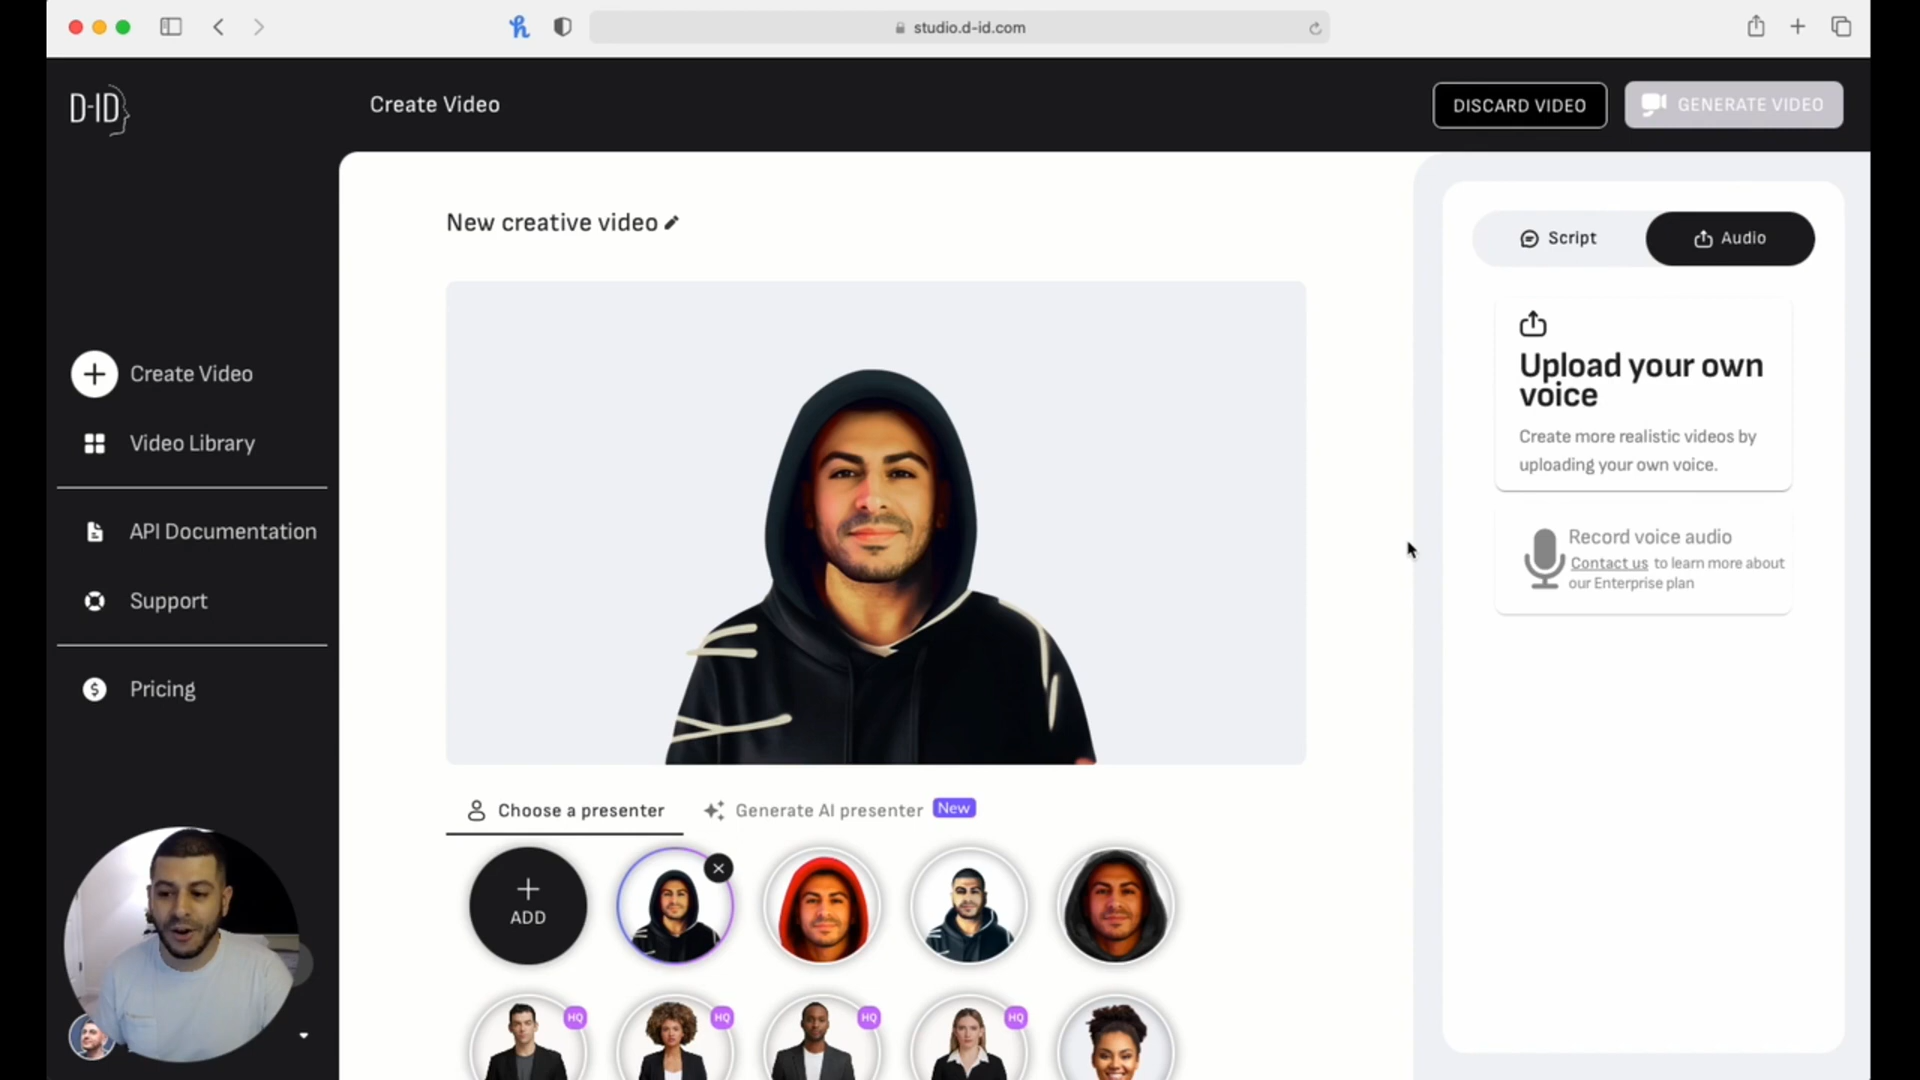 studio.d-id.com
D-ID
Create Video
DISCARD VIDEO
GENERATE VIDEO
New creative video
Script
Audio
Upload your own
voice
Create more realistic videos by
uploading your own voice.
Record voice audio
Contact us to learn more about
our Enterprise plan
Create Video
Video Library
API Documentation
Support
Pricing
Choose a presenter
Generate AI presenter
New
ADD
HQ
HQ
HQ
HQ